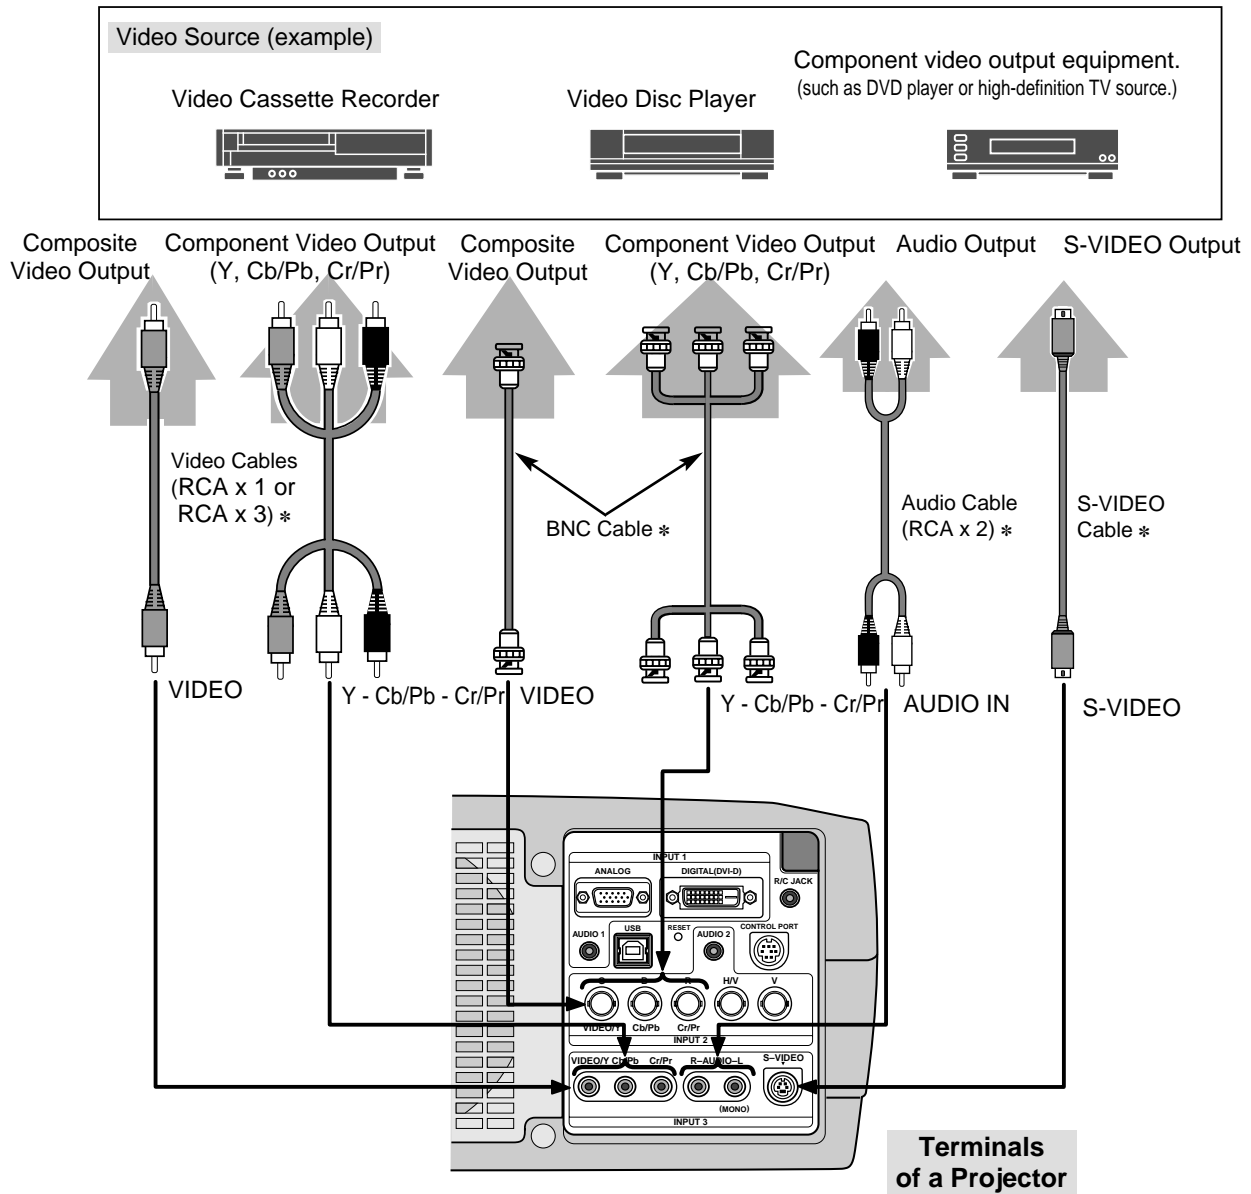 Video Source (example)
Component video output equipment.
(such as DVD player or high-definition TV source.)
Video Cassette Recorder
Video Disc Player
Composite
Video Output
Component Video Output
(Y, Cb/Pb, Cr/Pr)
Composite
Video Output
Component Video Output
(Y, Cb/Pb, Cr/Pr)
Audio Output
S-VIDEO Output
Video Cables
(RCA x 1 or
RCA x 3) *
BNC Cable *
Audio Cable
(RCA x 2) *
S-VIDEO
Cable *
VIDEO
Y - Cb/Pb - Cr/Pr
VIDEO
Y - Cb/Pb - Cr/Pr
AUDIO IN
S-VIDEO
INPUT 1
ANALOG
DIGITAL(DVI-D)
R/C JACK
AUDIO 1
USB
RESET
AUDIO 2
CONTROL PORT
G
B
R
H/V
V
VIDEO/Y
Cb/Pb
Cr/Pr
INPUT 2
VIDEO/Y
Cb/Pb
Cr/Pr
R–AUDIO–L
S–VIDEO
(MONO)
INPUT 3
Terminals
of a Projector